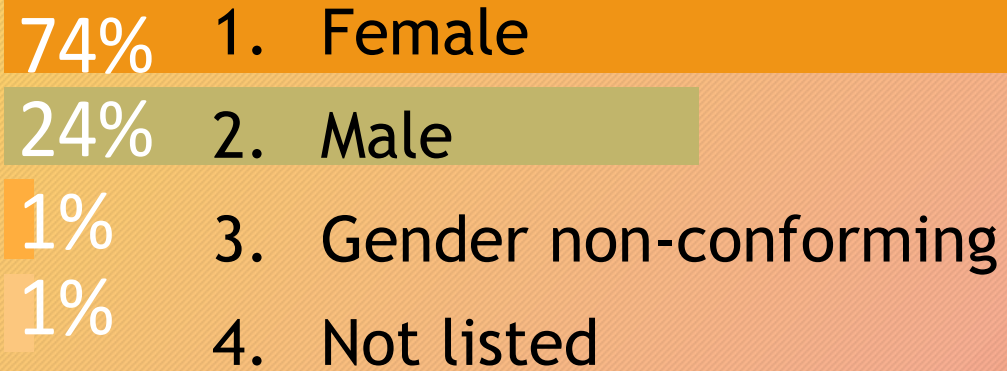 74% 1. Female
24% 2. Male
1% 3. Gender non-conforming
1% 4. Not listed